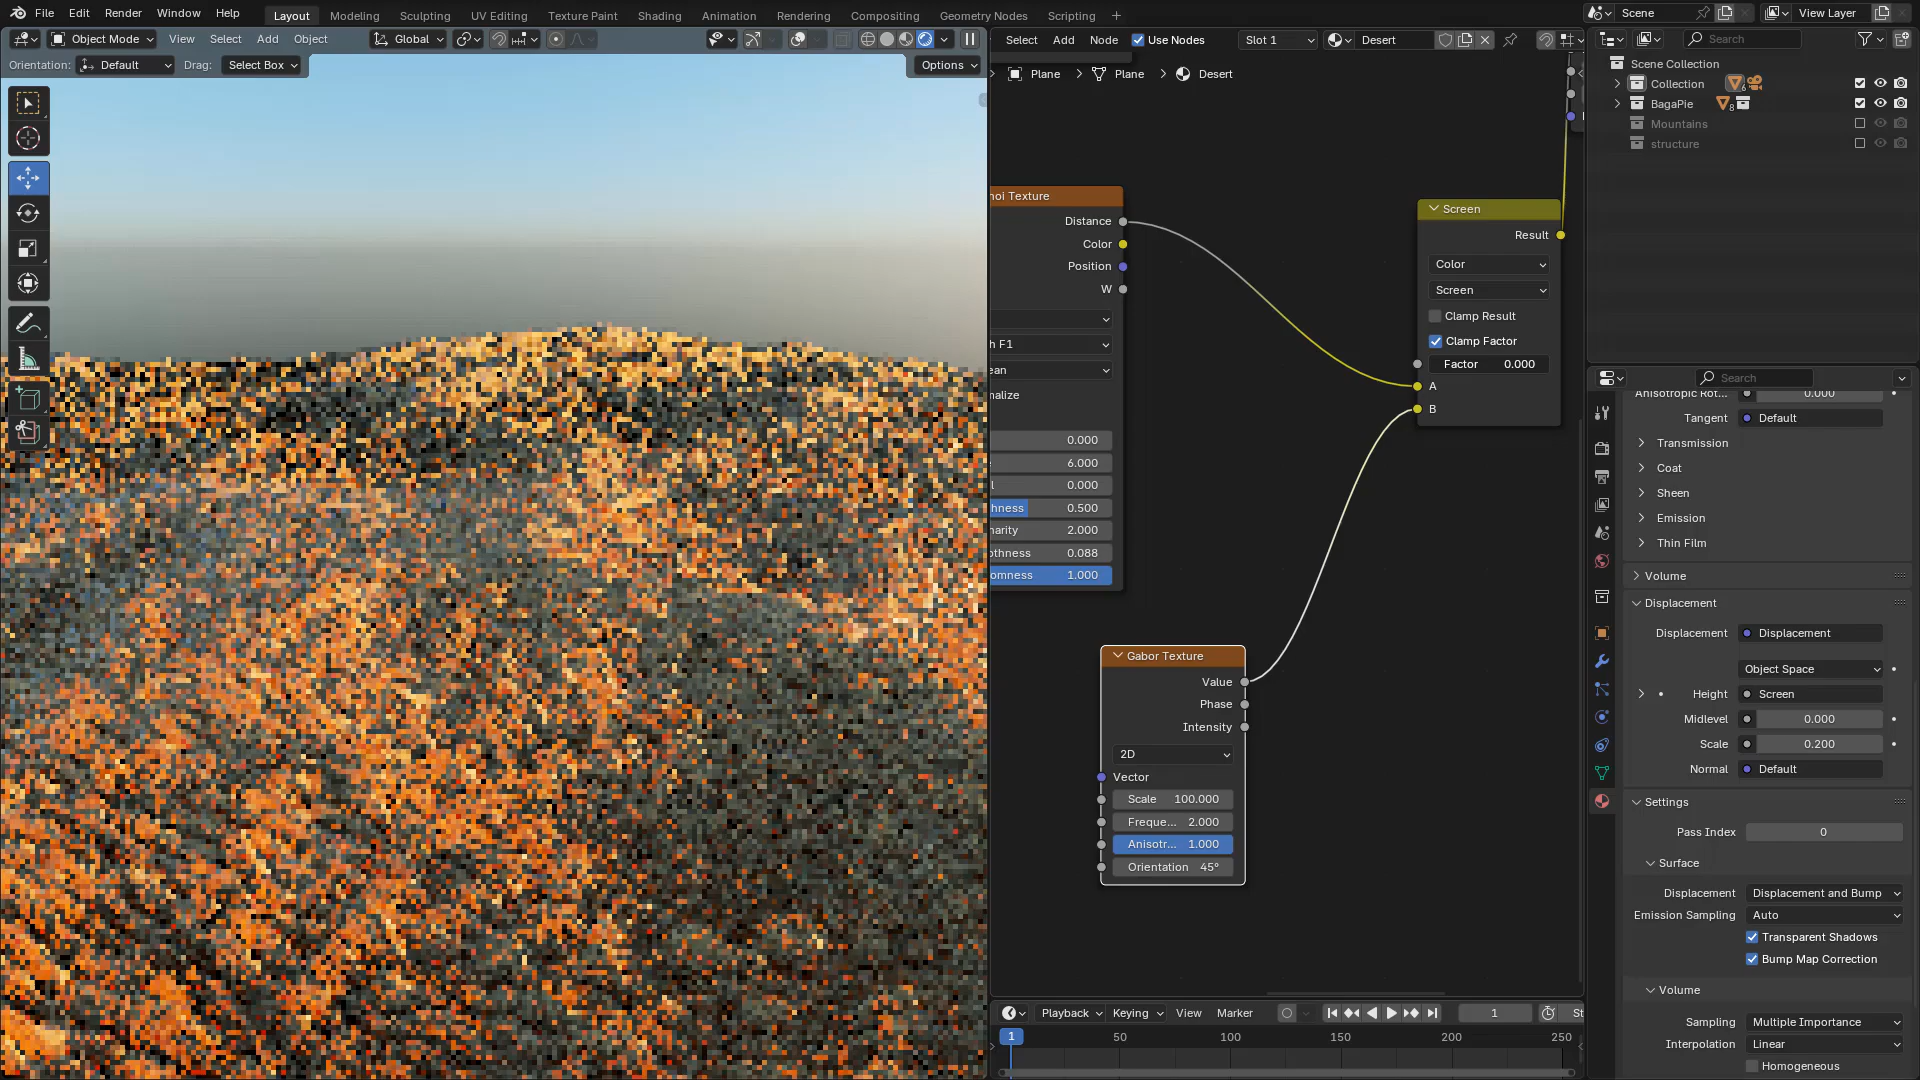 File Edit Render Window Help
Layout Modeling Sculpting UV Editing Texture Paint Shading Animation Rendering Compositing Geometry Nodes Scripting +
Scene View Layer
Object Mode View Select Add Object Global
Orientation: Default Drag: Select Box Options
Select Add Node Use Nodes Slot 1 Desert
Plane > Plane > Desert
noi Texture
Distance
Color
Position
W
h F1
ean
nalize
0.000
6.000
l 0.000
hness 0.500
narity 2.000
othness 0.088
omness 1.000
Screen
Result
Color
Screen
Clamp Result
Clamp Factor
Factor 0.000
A
B
Gabor Texture
Value
Phase
Intensity
2D
Vector
Scale 100.000
Freque... 2.000
Anisotr... 1.000
Orientation 45°
Playback Keying View Marker 1 St
1 50 100 150 200 250
Search
Scene Collection
Collection 6
BagaPie 8
Mountains
structure
Search
Anisotropic Rot... 0.000
Tangent Default
Transmission
Coat
Sheen
Emission
Thin Film
Volume
Displacement
Displacement Displacement
Object Space
Height Screen
Midlevel 0.000
Scale 0.200
Normal Default
Settings
Pass Index 0
Surface
Displacement Displacement and Bump
Emission Sampling Auto
Transparent Shadows
Bump Map Correction
Volume
Sampling Multiple Importance
Interpolation Linear
Homogeneous